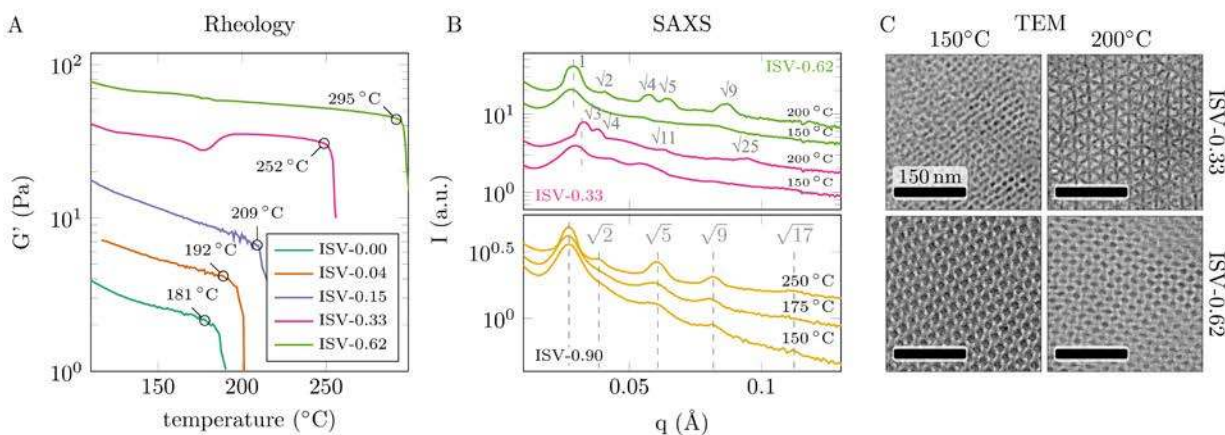 A
Rheology
10²
10¹
10⁰
G' (Pa)
150
200
250
temperature (°C)
295 °C
252 °C
209 °C
192 °C
181 °C
ISV-0.00
ISV-0.04
ISV-0.15
ISV-0.33
ISV-0.62
B
SAXS
10¹
10⁰
10⁰·⁵
10⁰
I (a.u.)
ISV-0.62
1
√2
√4
√5
√9
200 °C
150 °C
√3
√4
√11
√25
200 °C
150 °C
ISV-0.33
√2
√5
√9
√17
250 °C
175 °C
150 °C
ISV-0.90
0.05
0.1
q (Å)
C
TEM
150°C
200°C
150 nm
ISV-0.33
ISV-0.62